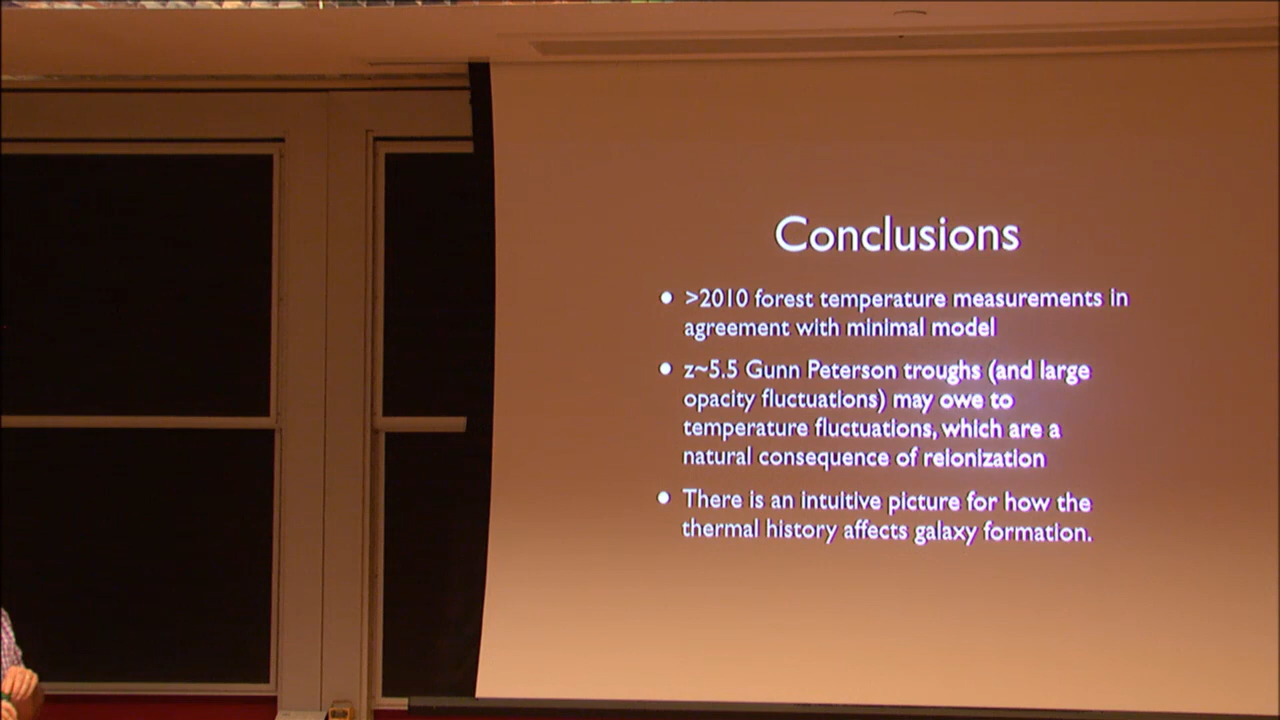 Conclusions
• >2010 forest temperature measurements in
agreement with minimal model
• z~5.5 Gunn Peterson troughs (and large
opacity fluctuations) may owe to
temperature fluctuations, which are a
natural consequence of reionization
• There is an intuitive picture for how the
thermal history affects galaxy formation.